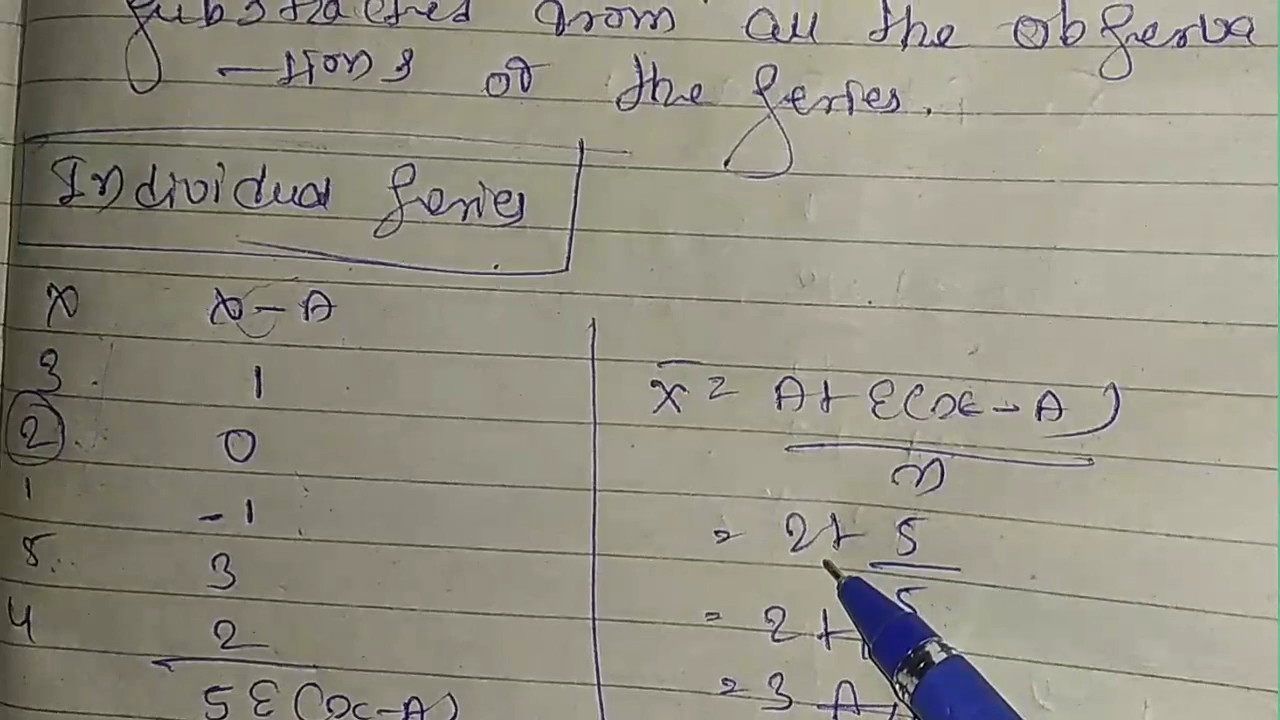 substracted from all the observa
-tions of the series.
Individual series
x x-A
3 1
2 0
1 -1
5 3
4 2
5 Σ(x-A)
x̄ = A+ Σ(x-A)
n
= 2+ 5
5
= 2+
= 3 A